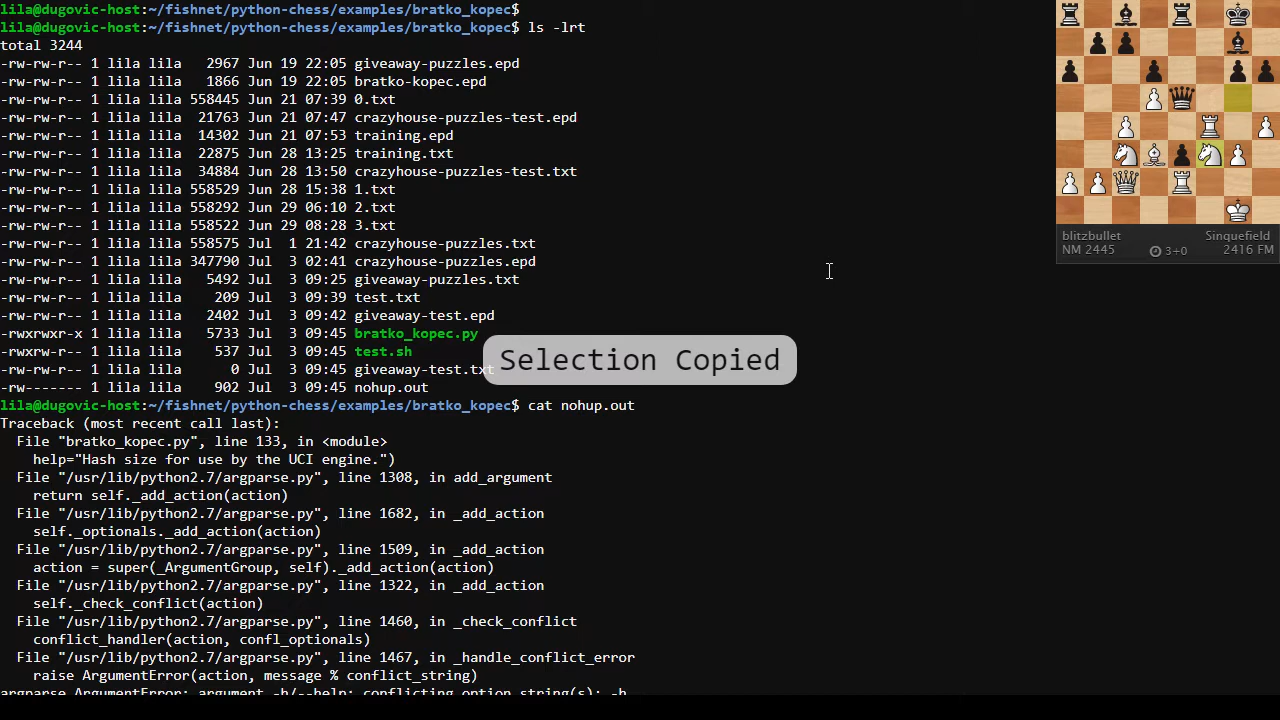 lila@dugovic-host:~/fishnet/python-chess/examples/bratko_kopec$
lila@dugovic-host:~/fishnet/python-chess/examples/bratko_kopec$ ls -lrt
total 3244
-rw-rw-r-- 1 lila lila   2967 Jun 19 22:05 giveaway-puzzles.epd
-rw-rw-r-- 1 lila lila   1866 Jun 19 22:05 bratko-kopec.epd
-rw-rw-r-- 1 lila lila 558445 Jun 21 07:39 0.txt
-rw-rw-r-- 1 lila lila  21763 Jun 21 07:47 crazyhouse-puzzles-test.epd
-rw-rw-r-- 1 lila lila  14302 Jun 21 07:53 training.epd
-rw-rw-r-- 1 lila lila  22875 Jun 28 13:25 training.txt
-rw-rw-r-- 1 lila lila  34884 Jun 28 13:50 crazyhouse-puzzles-test.txt
-rw-rw-r-- 1 lila lila 558529 Jun 28 15:38 1.txt
-rw-rw-r-- 1 lila lila 558292 Jun 29 06:10 2.txt
-rw-rw-r-- 1 lila lila 558522 Jun 29 08:28 3.txt
-rw-rw-r-- 1 lila lila 558575 Jul  1 21:42 crazyhouse-puzzles.txt
-rw-rw-r-- 1 lila lila 347790 Jul  3 02:41 crazyhouse-puzzles.epd
-rw-rw-r-- 1 lila lila   5492 Jul  3 09:25 giveaway-puzzles.txt
-rw-rw-r-- 1 lila lila    209 Jul  3 09:39 test.txt
-rw-rw-r-- 1 lila lila   2402 Jul  3 09:42 giveaway-test.epd
-rwxrwxr-x 1 lila lila   5733 Jul  3 09:45 bratko_kopec.py
-rwxrw-r-- 1 lila lila    537 Jul  3 09:45 test.sh
-rw-rw-r-- 1 lila lila      0 Jul  3 09:45 giveaway-test.txt
-rw------- 1 lila lila    902 Jul  3 09:45 nohup.out
lila@dugovic-host:~/fishnet/python-chess/examples/bratko_kopec$ cat nohup.out
Traceback (most recent call last):
  File "bratko_kopec.py", line 133, in <module>
    help="Hash size for use by the UCI engine.")
  File "/usr/lib/python2.7/argparse.py", line 1308, in add_argument
    return self._add_action(action)
  File "/usr/lib/python2.7/argparse.py", line 1682, in _add_action
    self._optionals._add_action(action)
  File "/usr/lib/python2.7/argparse.py", line 1509, in _add_action
    action = super(_ArgumentGroup, self)._add_action(action)
  File "/usr/lib/python2.7/argparse.py", line 1322, in _add_action
    self._check_conflict(action)
  File "/usr/lib/python2.7/argparse.py", line 1460, in _check_conflict
    conflict_handler(action, confl_optionals)
  File "/usr/lib/python2.7/argparse.py", line 1467, in _handle_conflict_error
    raise ArgumentError(action, message % conflict_string)
argparse.ArgumentError: argument -h/--help: conflicting option string(s): -h
Selection Copied
blitzbullet Sinquefield
NM 2445 3+0 2416 FM